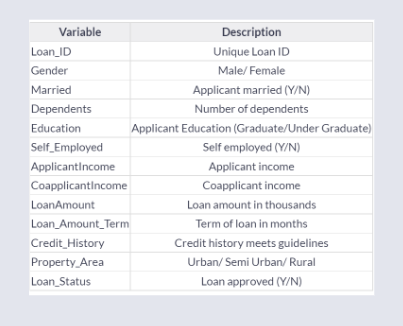 Variable Description
Loan_ID Unique Loan ID
Gender Male/ Female
Married Applicant married (Y/N)
Dependents Number of dependents
Education Applicant Education (Graduate/Under Graduate)
Self_Employed Self employed (Y/N)
ApplicantIncome Applicant income
CoapplicantIncome Coapplicant income
LoanAmount Loan amount in thousands
Loan_Amount_Term Term of loan in months
Credit_History Credit history meets guidelines
Property_Area Urban/ Semi Urban/ Rural
Loan_Status Loan approved (Y/N)